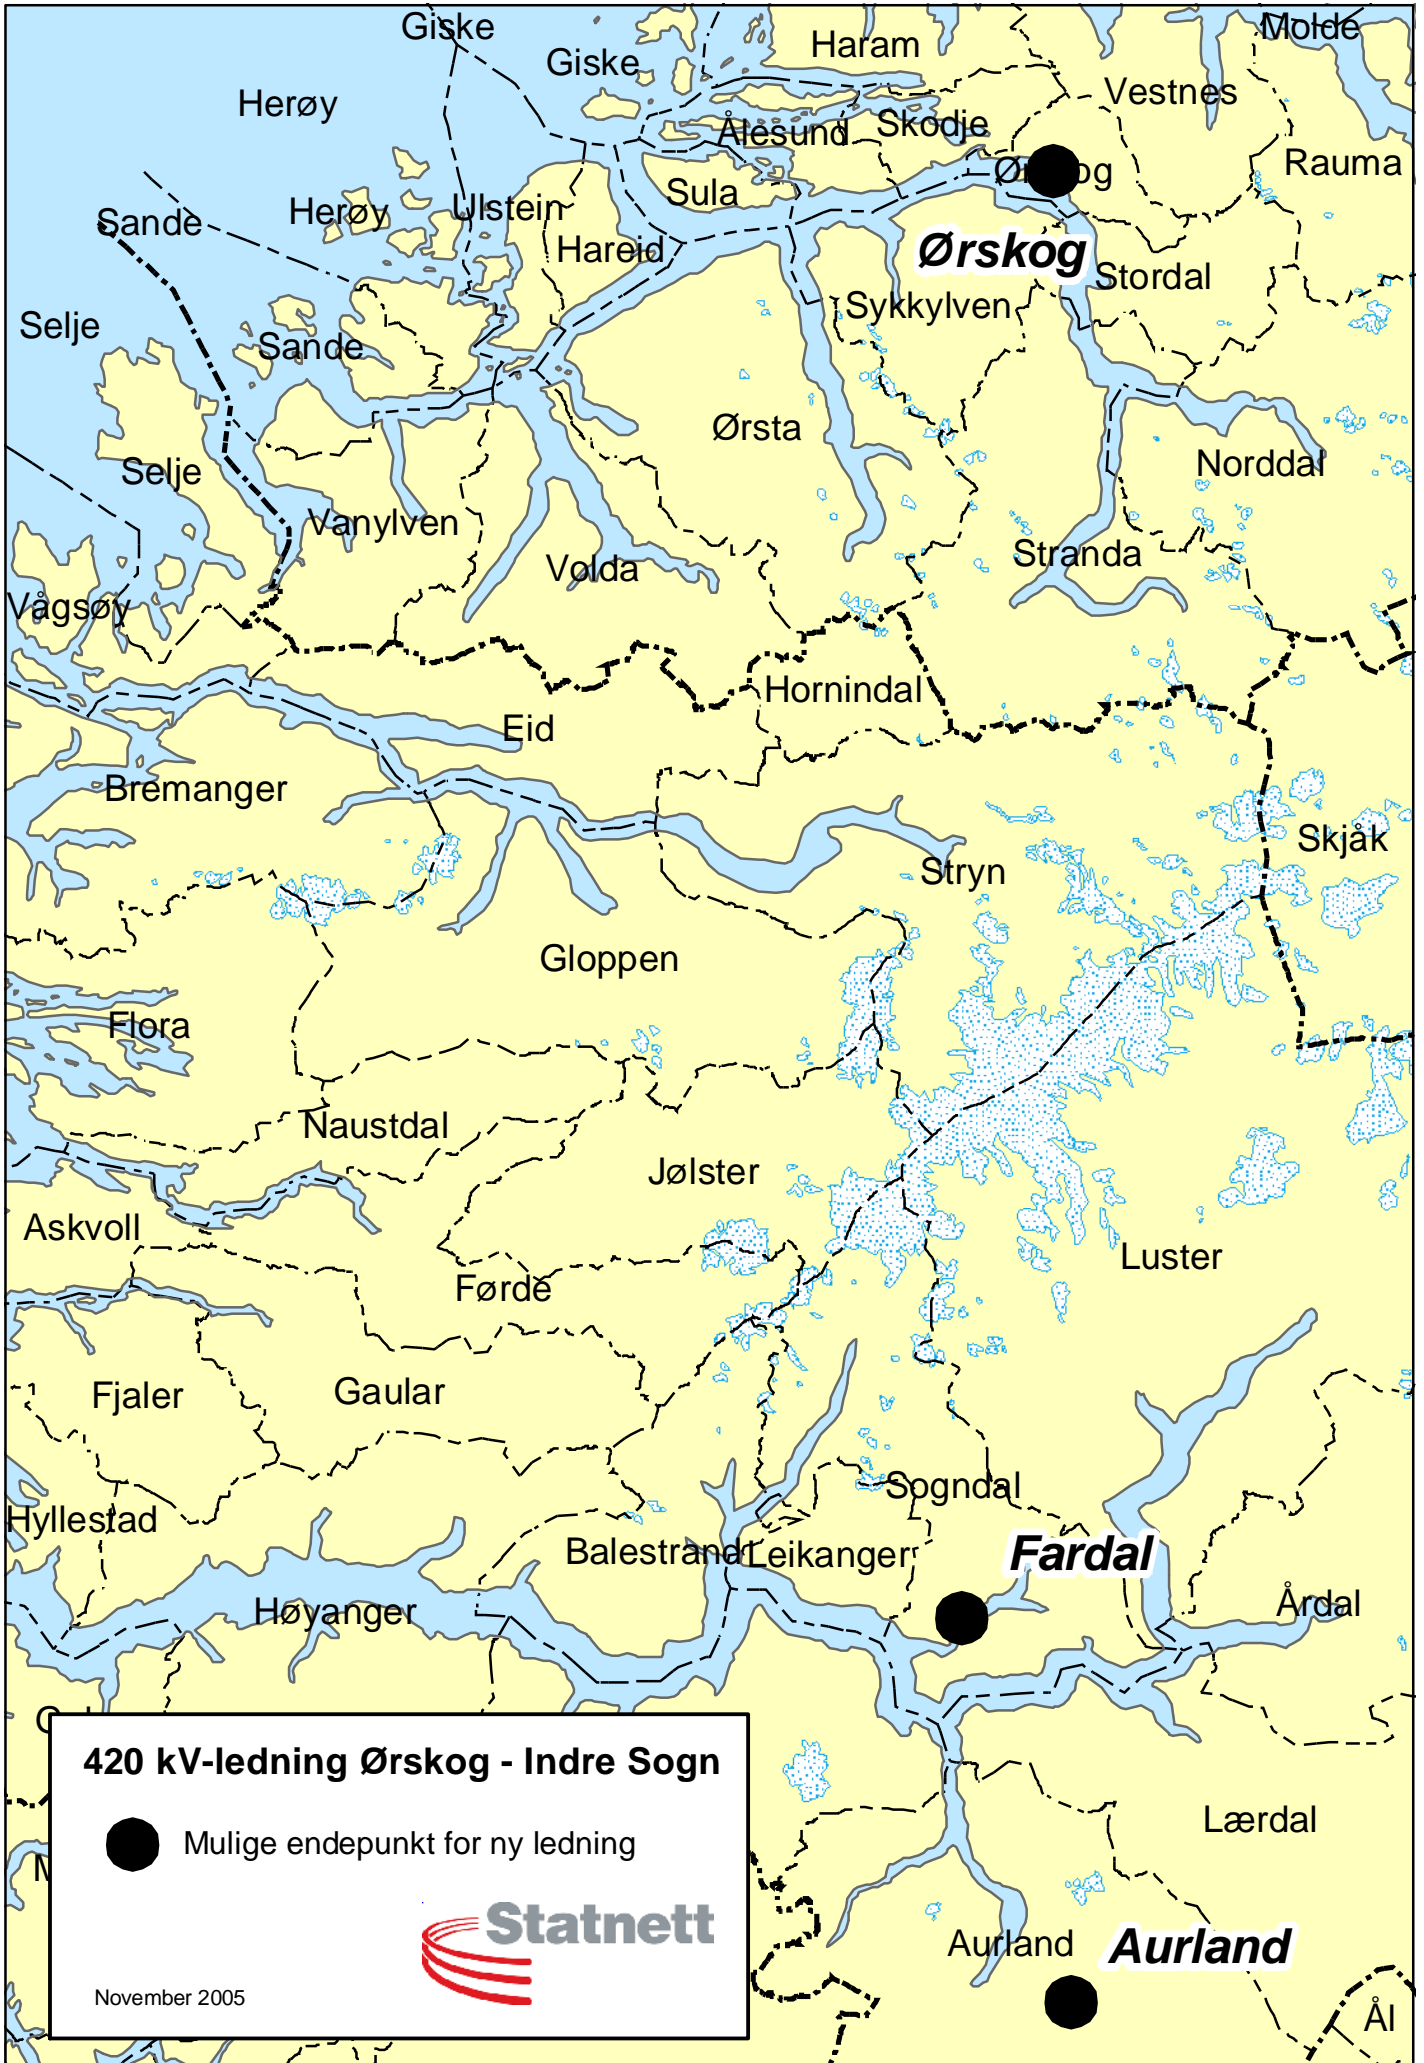 Giske
Molde
Haram
Giske
Herøy
Vestnes
Ålesund
Skodje
Rauma
Sula
Herøy
Ulstein
Sande
Hareid
Ørskog
Stordal
Sykkylven
Selje
Sande
Ørsta
Norddal
Selje
Vanylven
Stranda
Volda
Vågsøy
Hornindal
Eid
Bremanger
Skjåk
Stryn
Gloppen
Flora
Naustdal
Jølster
Askvoll
Luster
Førde
Fjaler
Gaular
Sogndal
Hyllestad
Balestrand
Leikanger
Fardal
Høyanger
Årdal
420 kV-ledning Ørskog - Indre Sogn
Mulige endepunkt for ny ledning
Statnett
November 2005
Lærdal
Aurland
Aurland
Ål